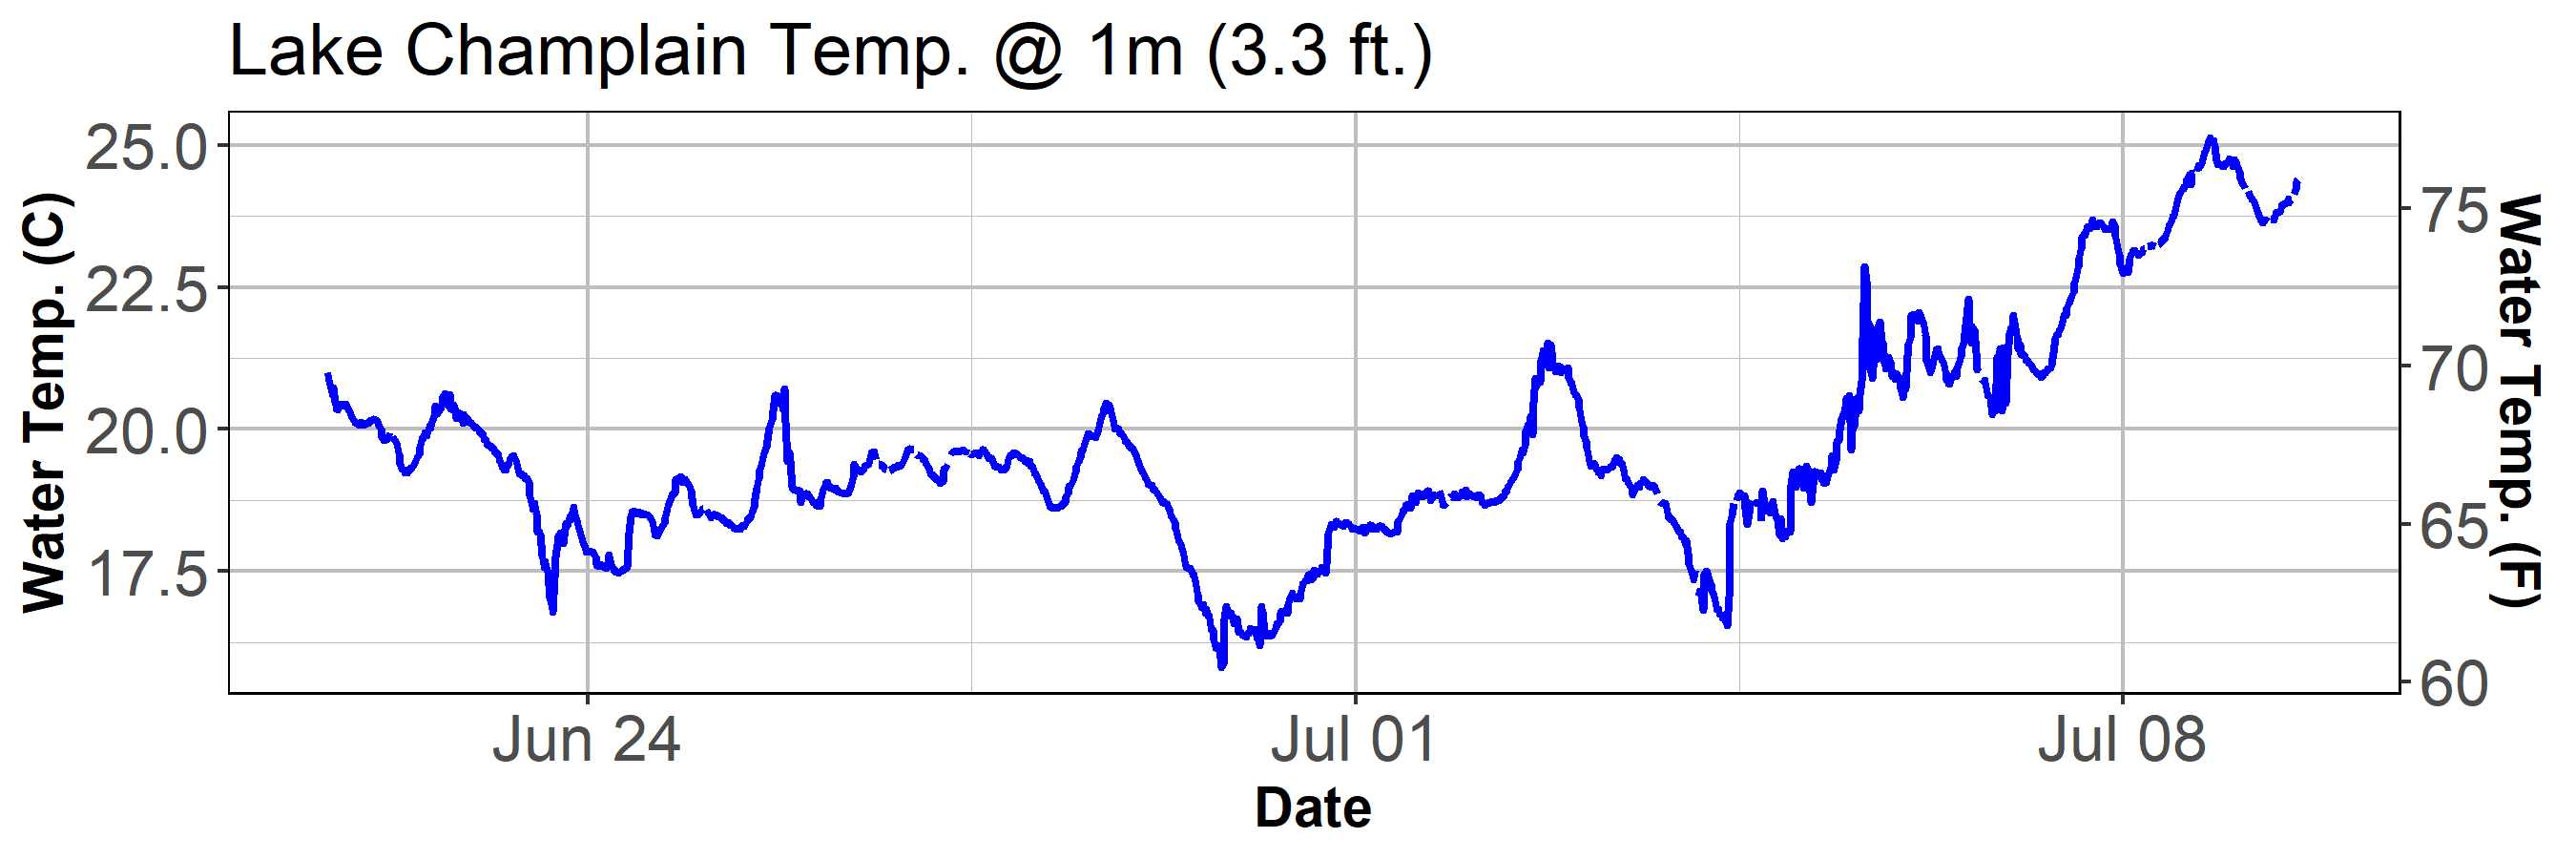 Lake Champlain Temp. @ 1m (3.3 ft.)
Water Temp. (C)
25.0
22.5
20.0
17.5
75
70
65
60
Water Temp. (F)
Jun 24
Jul 01
Jul 08
Date